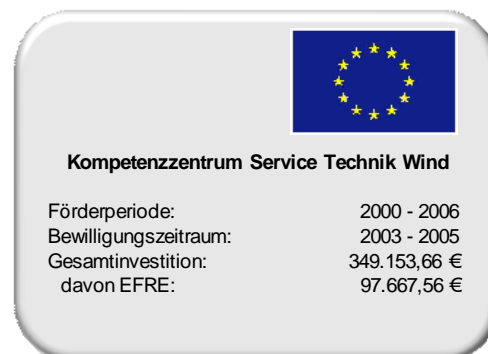 Kompetenzzentrum Service Technik Wind
Förderperiode: 2000 - 2006
Bewilligungszeitraum: 2003 - 2005
Gesamtinvestition: 349.153,66 €
davon EFRE: 97.667,56 €